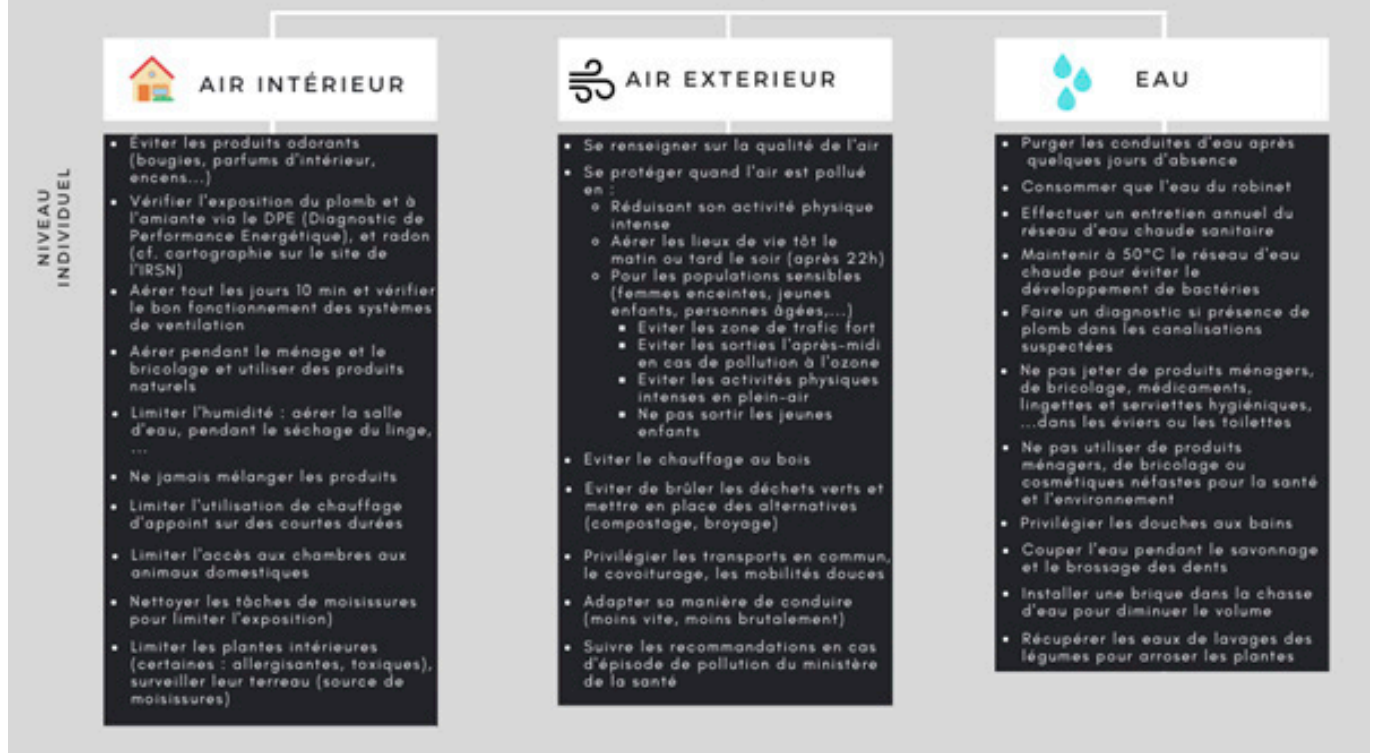 NIVEAU
INDIVIDUEL
AIR INTÉRIEUR
• Éviter les produits odorants
(bougies, parfums d'intérieur,
encens...)
• Vérifier l'exposition du plomb et à
l'amiante via le DPE (Diagnostic de
Performance Energétique), et radon
(cf. cartographie sur le site de
l'IRSN)
• Aérer tout les jours 10 min et vérifier
le bon fonctionnement des systèmes
de ventilation
• Aérer pendant le ménage et le
bricolage et utiliser des produits
naturels
• Limiter l'humidité : aérer la salle
d'eau, pendant le séchage du linge,
...
• Ne jamais mélanger les produits
• Limiter l'utilisation de chauffage
d'appoint sur des courtes durées
• Limiter l'accès aux chambres aux
animaux domestiques
• Nettoyer les tâches de moisissures
pour limiter l'exposition)
• Limiter les plantes intérieures
(certaines : allergisantes, toxiques),
surveiller leur terreau (source de
moisissures)
AIR EXTERIEUR
• Se renseigner sur la qualité de l'air
• Se protéger quand l'air est pollué
en :
◦ Réduisant son activité physique
intense
◦ Aérer les lieux de vie tôt le
matin ou tard le soir (après 22h)
◦ Pour les populations sensibles
(femmes enceintes, jeunes
enfants, personnes âgées,...)
▪ Eviter les zone de trafic fort
▪ Eviter les sorties l'après-midi
en cas de pollution à l'ozone
▪ Eviter les activités physiques
intenses en plein-air
▪ Ne pas sortir les jeunes
enfants
• Eviter le chauffage au bois
• Eviter de brûler les déchets verts et
mettre en place des alternatives
(compostage, broyage)
• Privilégier les transports en commun,
le covoiturage, les mobilités douces
• Adapter sa manière de conduire
(moins vite, moins brutalement)
• Suivre les recommandations en cas
d'épisode de pollution du ministère
de la santé
EAU
• Purger les conduites d'eau après
quelques jours d'absence
• Consommer que l'eau du robinet
• Effectuer un entretien annuel du
réseau d'eau chaude sanitaire
• Maintenir à 50°C le réseau d'eau
chaude pour éviter le
développement de bactéries
• Faire un diagnostic si présence de
plomb dans les canalisations
suspectées
• Ne pas jeter de produits ménagers,
de bricolage, médicaments,
lingettes et serviettes hygiéniques,
...dans les éviers ou les toilettes
• Ne pas utiliser de produits
ménagers, de bricolage ou
cosmétiques néfastes pour la santé
et l'environnement
• Privilégier les douches aux bains
• Couper l'eau pendant le savonnage
et le brossage des dents
• Installer une brique dans la chasse
d'eau pour diminuer le volume
• Récupérer les eaux de lavages des
légumes pour arroser les plantes